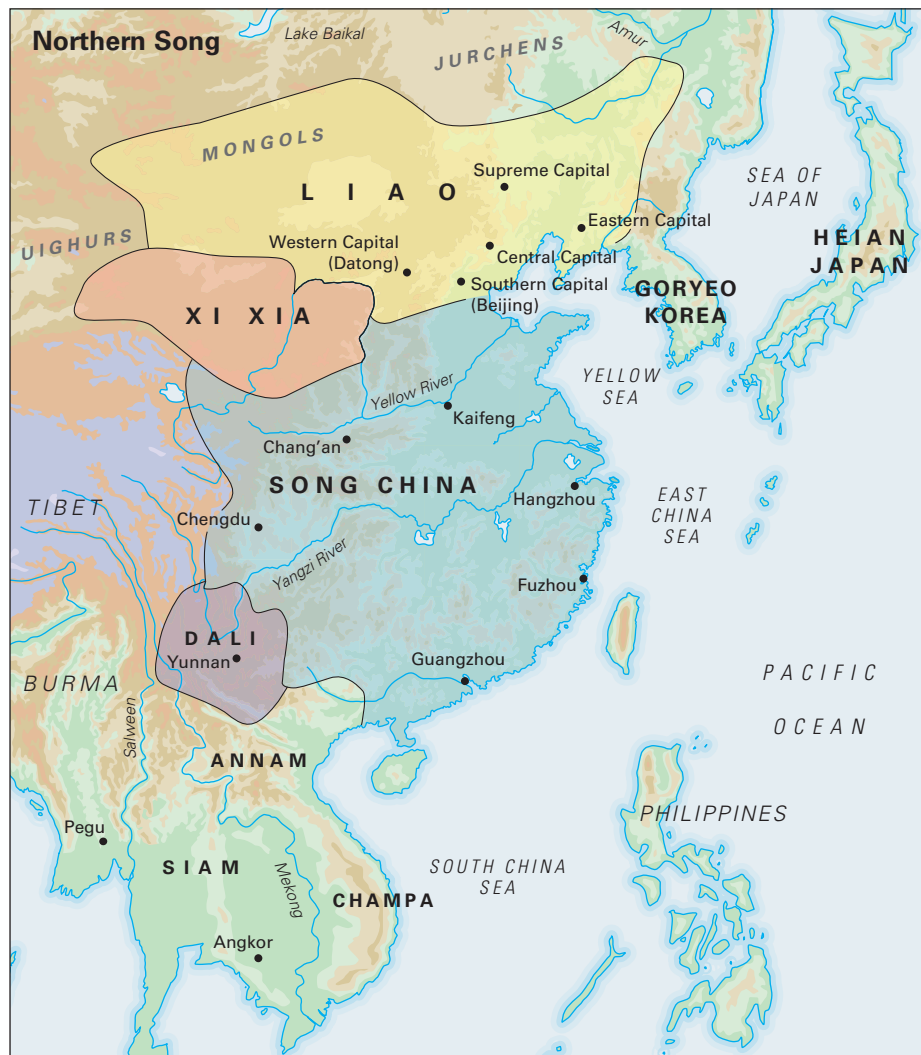 Northern Song
Lake Baikal
JURCHENS
Amur
MONGOLS
SEA OF
JAPAN
Supreme Capital
LIAO
Eastern Capital
UIGHURS
Western Capital
(Datong)
Central Capital
HEIAN
JAPAN
Southern Capital
(Beijing)
GORYEO
KOREA
XI XIA
YELLOW
SEA
Yellow River
Kaifeng
Chang'an
SONG CHINA
Hangzhou
EAST
CHINA
SEA
TIBET
Chengdu
Yangzi River
Fuzhou
DALI
Yunnan
Guangzhou
BURMA
PACIFIC
OCEAN
Salween
ANNAM
PHILIPPINES
Pegu
SIAM
Mekong
SOUTH CHINA
SEA
CHAMPA
Angkor